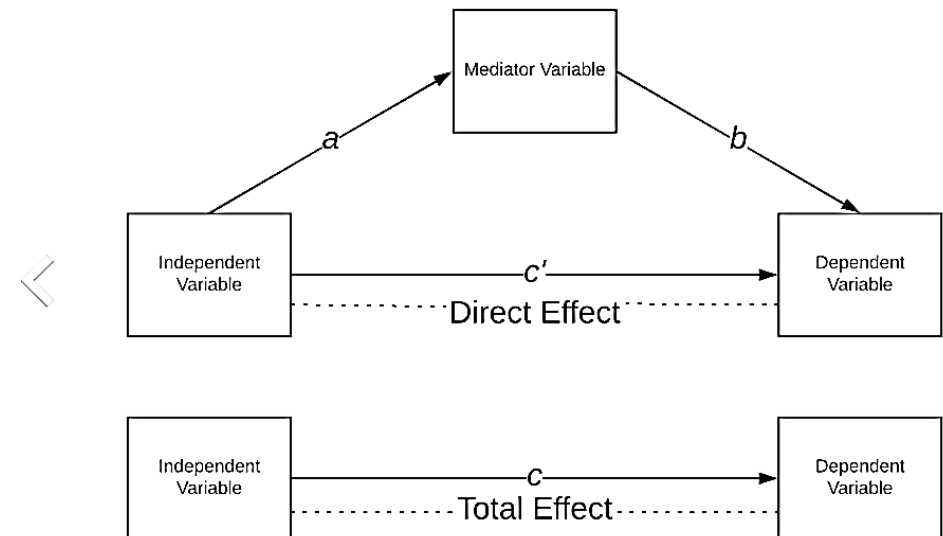 Mediator Variable
a
b
Independent
Variable
c'
Direct Effect
Dependent
Variable
Independent
Variable
c
Total Effect
Dependent
Variable